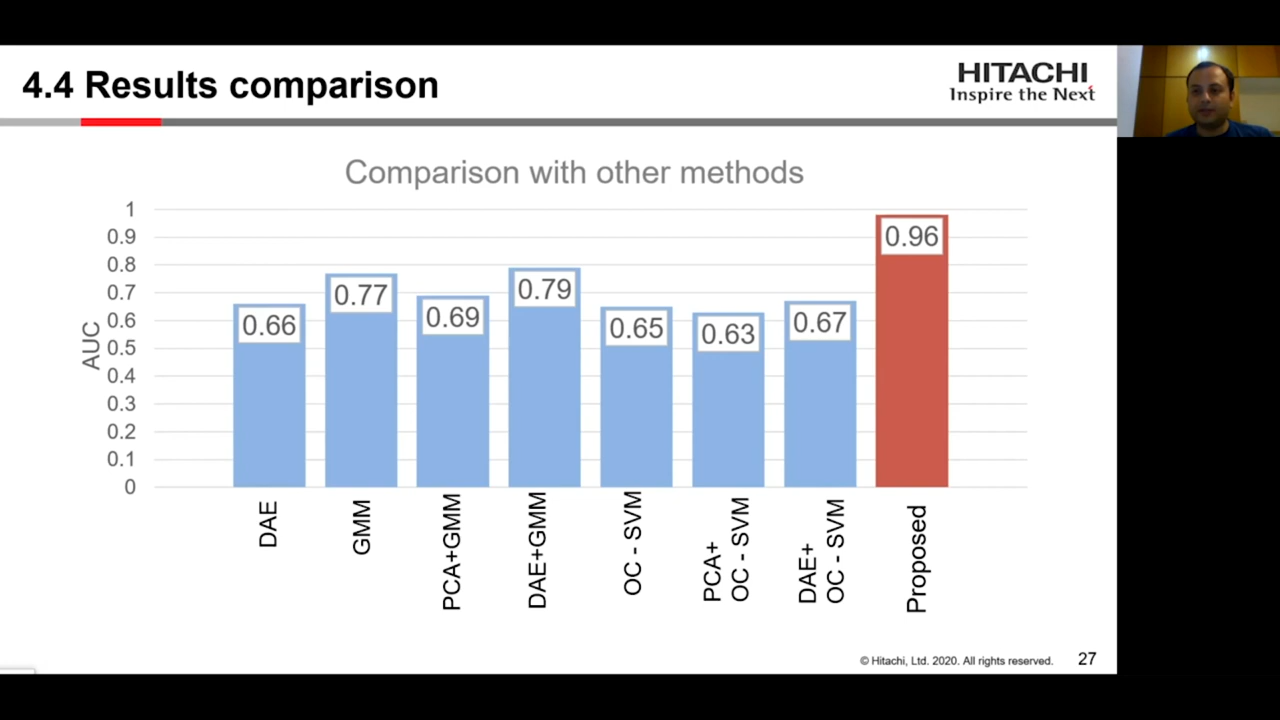 4.4 Results comparison
HITACHI
Inspire the Next
Comparison with other methods
1
0.9
0.8
0.7
0.6
0.5
0.4
0.3
0.2
0.1
0
AUC
0.66
0.77
0.69
0.79
0.65
0.63
0.67
0.96
DAE
GMM
PCA+GMM
DAE+GMM
OC - SVM
PCA+
OC - SVM
DAE+
OC - SVM
Proposed
© Hitachi, Ltd. 2020. All rights reserved.
27